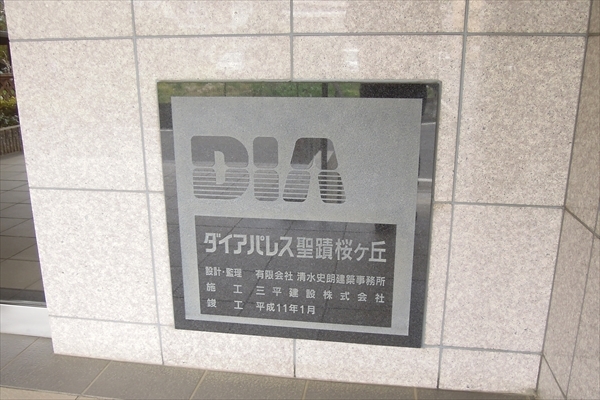 DIA
ダイアパレス聖蹟桜ケ丘
設計・監理 有限会社 清水史朗建築事務所
施工 三平建設株式会社
竣工 平成11年1月